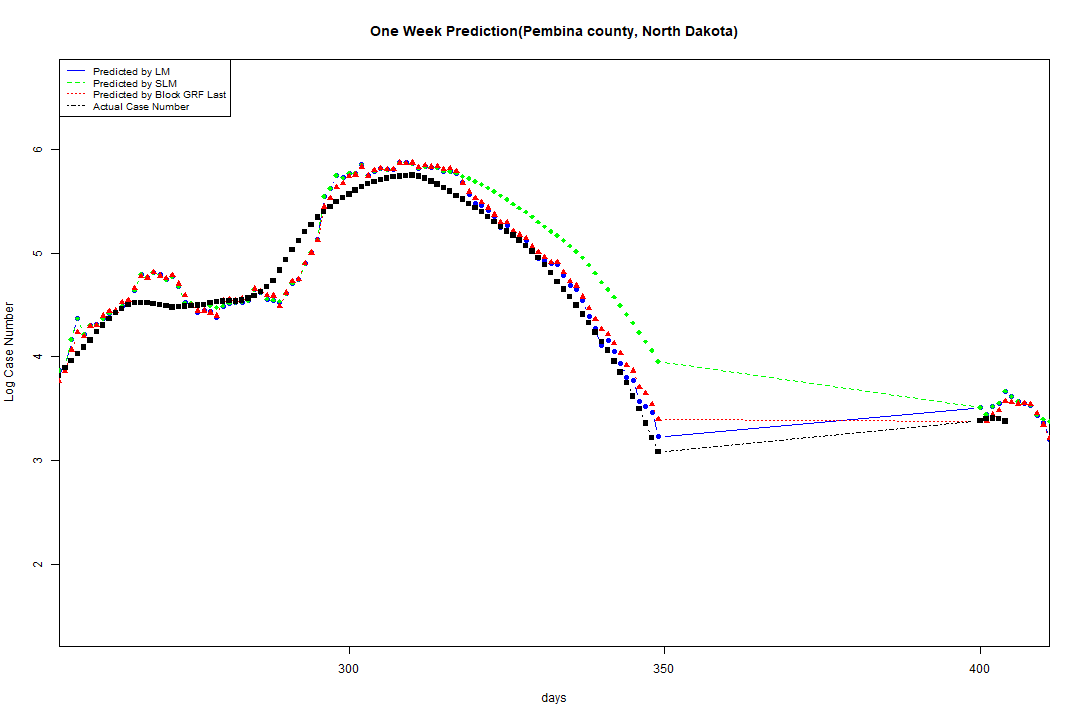 One Week Prediction(Pembina county, North Dakota)
Predicted by LM
Predicted by SLM
Predicted by Block GRF Last
Actual Case Number
6
5
4
3
2
Log Case Number
300
350
400
days